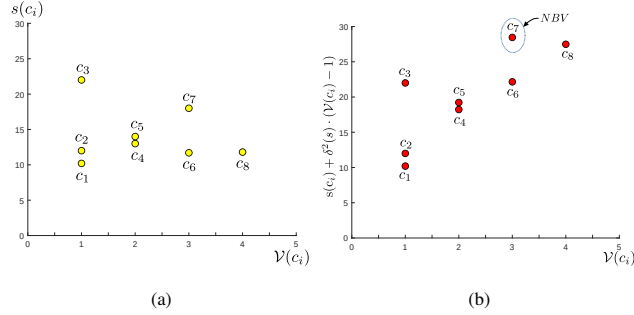 s(c_i)
30
25
20
15
10
5
0
0 1 2 3 4 5
c_3
c_7
c_2
c_5
c_4
c_1
c_6
c_8
𝒱(c_i)
(a)
s(c_i) + δ²(s) · (𝒱(c_i) − 1)
30
25
20
15
10
5
0
0 1 2 3 4 5
NBV
c_7
c_8
c_3
c_6
c_5
c_4
c_2
c_1
𝒱(c_i)
(b)